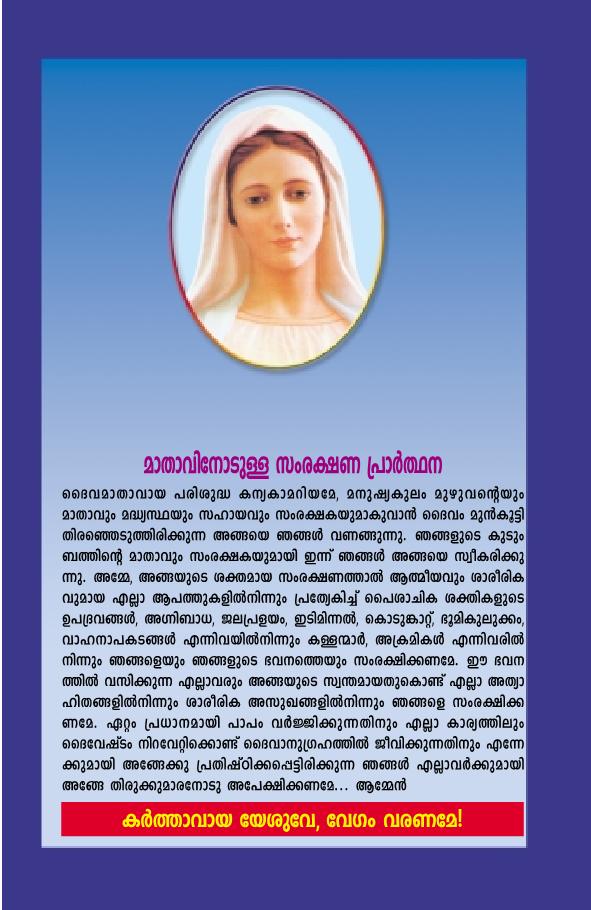 മാതാവിനോടുള്ള സംരക്ഷണ പ്രാർത്ഥന
ദൈവമാതാവായ പരിശുദ്ധ കന്യകാമറിയമേ, മനുഷ്യകുലം മുഴുവന്റെയും
മാതാവും മദ്ധ്യസ്ഥയും സഹായവും സംരക്ഷകയുമാകുവാൻ ദൈവം മുൻകൂട്ടി
തിരഞ്ഞെടുത്തിരിക്കുന്ന അങ്ങയെ ഞങ്ങൾ വണങ്ങുന്നു. ഞങ്ങളുടെ കുടും
ബത്തിന്റെ മാതാവും സംരക്ഷകയുമായി ഇന്ന് ഞങ്ങൾ അങ്ങയെ സ്വീകരിക്കു
ന്നു. അമ്മേ, അങ്ങയുടെ ശക്തമായ സംരക്ഷണത്താൽ ആത്മീയവും ശാരീരിക
വുമായ എല്ലാ ആപത്തുകളിൽനിന്നും പ്രത്യേകിച്ച് പൈശാചിക ശക്തികളുടെ
ഉപദ്രവങ്ങൾ, അഗ്നിബാധ, ജലപ്രളയം, ഇടിമിന്നൽ, കൊടുങ്കാറ്റ്, ഭൂമികുലുക്കം,
വാഹനാപകടങ്ങൾ എന്നിവയിൽനിന്നും കള്ളന്മാർ, അക്രമികൾ എന്നിവരിൽ
നിന്നും ഞങ്ങളെയും ഞങ്ങളുടെ ഭവനത്തെയും സംരക്ഷിക്കണമേ. ഈ ഭവന
ത്തിൽ വസിക്കുന്ന എല്ലാവരും അങ്ങയുടെ സ്വന്തമായതുകൊണ്ട് എല്ലാ അത്യാ
ഹിതങ്ങളിൽനിന്നും ശാരീരിക അസുഖങ്ങളിൽനിന്നും ഞങ്ങളെ സംരക്ഷിക്ക
ണമേ. ഏറ്റം പ്രധാനമായി പാപം വർജ്ജിക്കുന്നതിനും എല്ലാ കാര്യത്തിലും
ദൈവേഷ്ടം നിറവേറ്റിക്കൊണ്ട് ദൈവാനുഗ്രഹത്തിൽ ജീവിക്കുന്നതിനും എന്നേ
ക്കുമായി അങ്ങേക്കു പ്രതിഷ്ഠിക്കപ്പെട്ടിരിക്കുന്ന ഞങ്ങൾ എല്ലാവർക്കുമായി
അങ്ങേ തിരുക്കുമാരനോടു അപേക്ഷിക്കണമേ... ആമ്മേൻ
കർത്താവായ യേശുവേ, വേഗം വരണമേ!